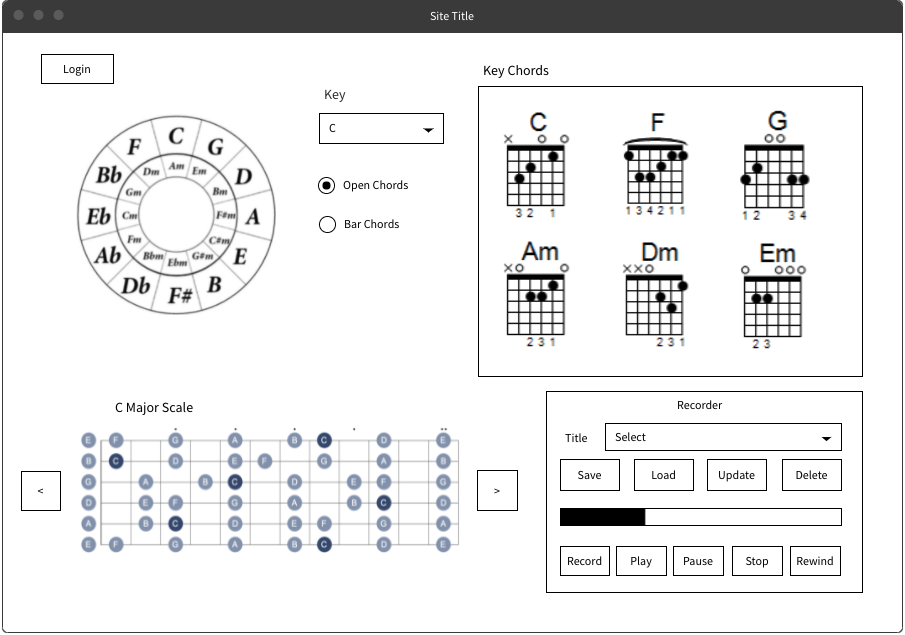 Site Title
Login
Key
C
Open Chords
Bar Chords
C
G
D
A
E
B
F#
Db
Ab
Eb
Bb
F
Am
Em
Bm
F#m
C#m
G#m
Ebm
Bbm
Fm
Cm
Gm
Dm
Key Chords
C F G
X O O O O
3 2 1 1 3 4 2 1 1 1 2 3 4
Am Dm Em
X O O X X O O O O O
2 3 1 2 3 1 2 3
C Major Scale
E F G A B C D E
B C D E F G A B
G A B C D E F G
D E F G A B C D
A B C D E F G A
E F G A B C D E
<
>
Recorder
Title Select
Save Load Update Delete
Record Play Pause Stop Rewind